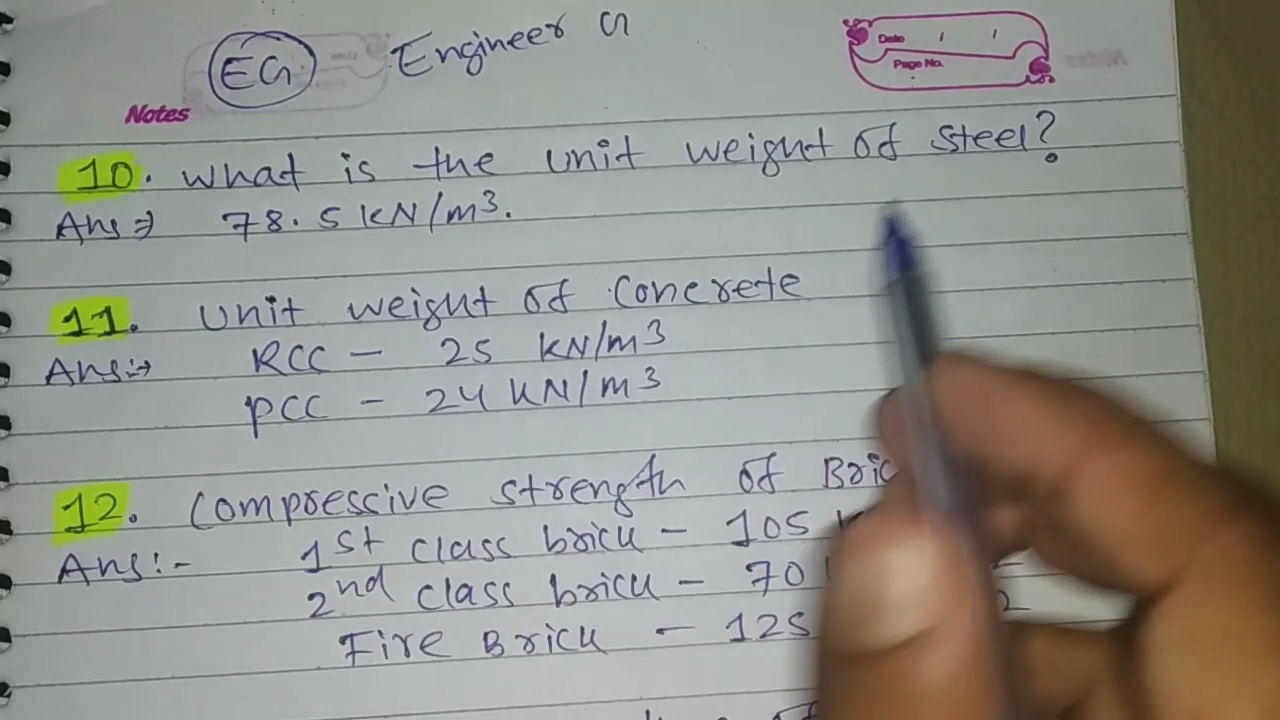 EG Engineer G
Date / /
Page No.
Notes
10. What is the unit weight of steel?
Ans⇒ 78.5 kN/m³.
11. Unit weight of Concrete
Ans:→ RCC - 25 kN/m³
PCC - 24 kN/m³
12. Compressive strength of Bric
Ans:- 1st class brick - 105
2nd class brick - 70
Fire Brick - 125 2